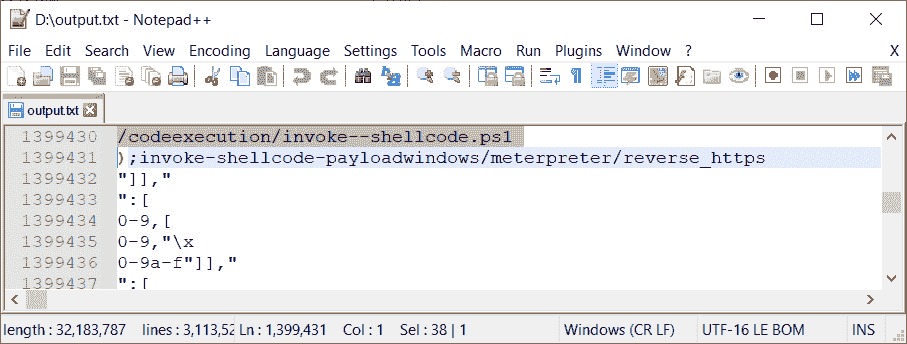 D:\output.txt - Notepad++
File Edit Search View Encoding Language Settings Tools Macro Run Plugins Window ? X
output.txt
1399430 /codeexecution/invoke--shellcode.ps1
1399431 );invoke-shellcode-payloadwindows/meterpreter/reverse_https
1399432 "]],"
1399433 ":[
1399434 0-9,[
1399435 0-9,"\x
1399436 0-9a-f"]],"
1399437 ":[
length : 32,183,787 lines : 3,113,52 Ln : 1,399,431 Col : 1 Sel : 38 | 1 Windows (CR LF) UTF-16 LE BOM INS